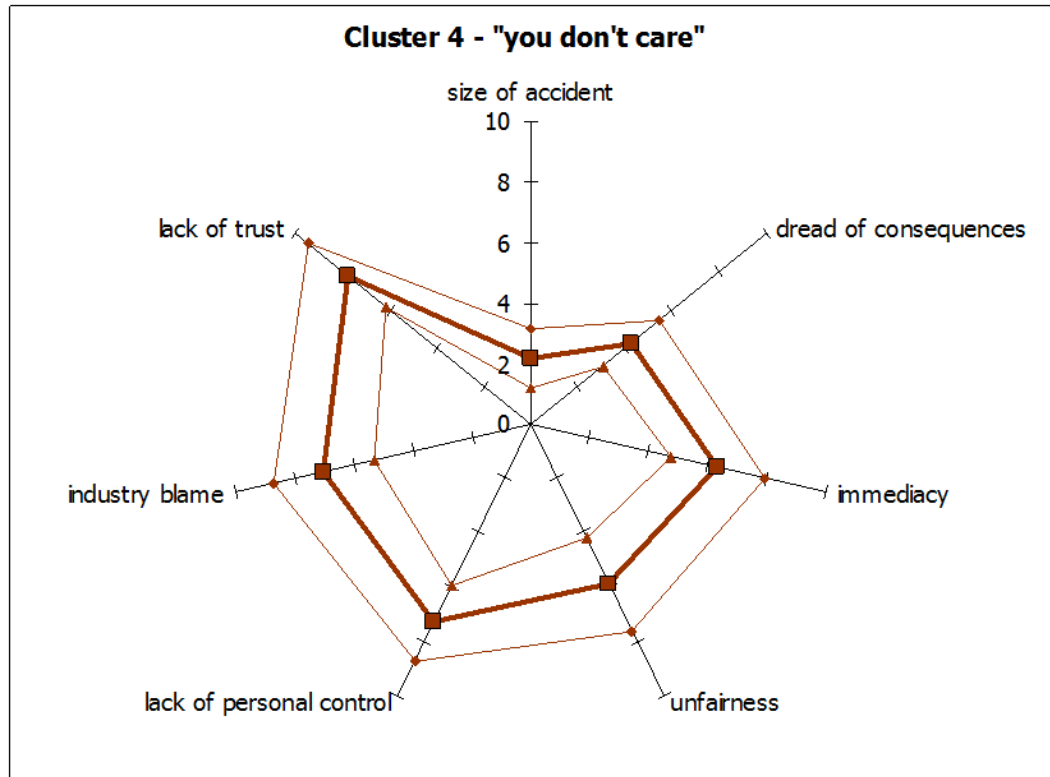 Cluster 4 - "you don't care"
size of accident
10
8
6
4
2
0
lack of trust
dread of consequences
industry blame
immediacy
lack of personal control
unfairness